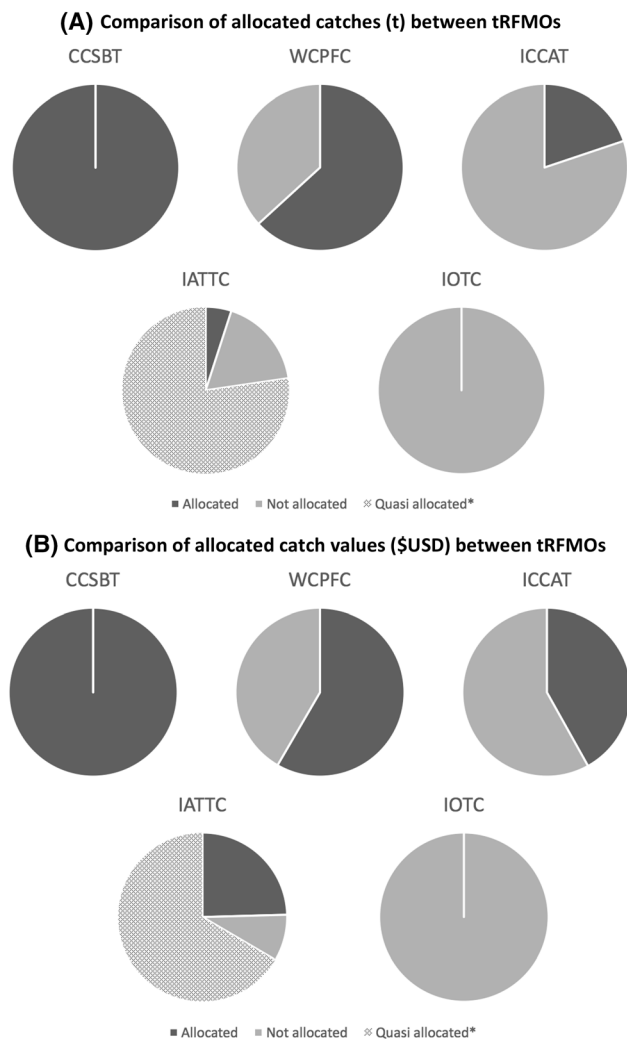 (A) Comparison of allocated catches (t) between tRFMOs
CCSBT WCPFC ICCAT
IATTC IOTC
Allocated Not allocated Quasi allocated*
(B) Comparison of allocated catch values ($USD) between tRFMOs
CCSBT WCPFC ICCAT
IATTC IOTC
Allocated Not allocated Quasi allocated*